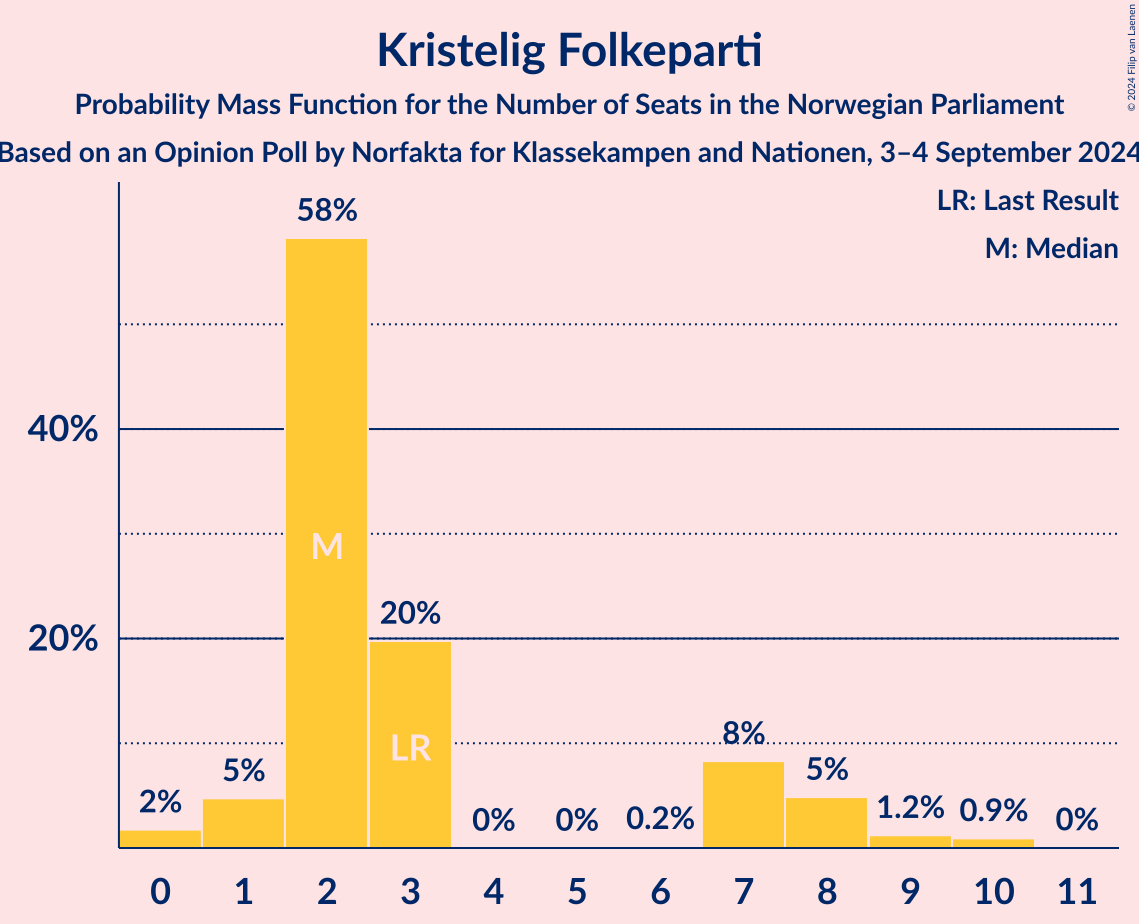 Kristelig Folkeparti
Probability Mass Function for the Number of Seats in the Norwegian Parliament
Based on an Opinion Poll by Norfakta for Klassekampen and Nationen, 3–4 September 2024
© 2024 Filip van Laenen
LR: Last Result
M: Median
58%
40%
M
20%
20%
LR
8%
5%
5%
2%
1.2%
0.9%
0%
0%
0.2%
0%
0 1 2 3 4 5 6 7 8 9 10 11